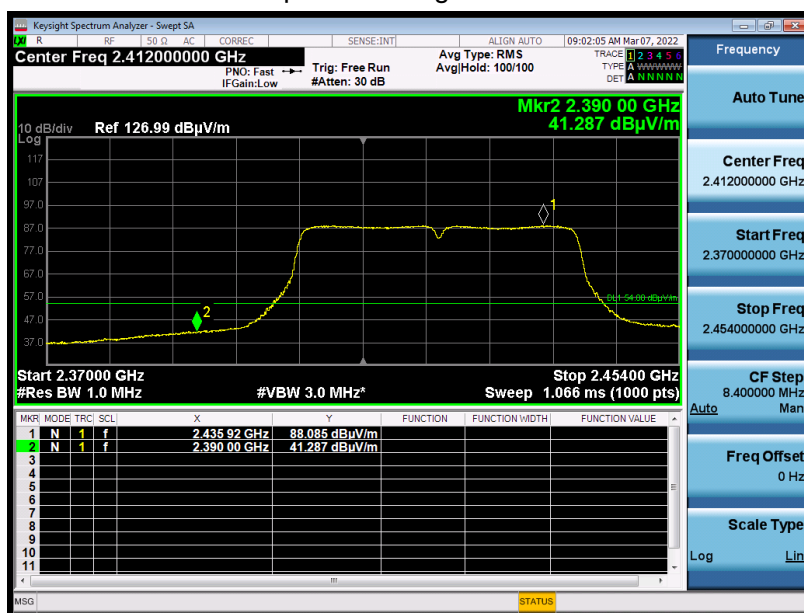 Keysight Spectrum Analyzer - Swept SA
LXI R RF 50 Ω AC CORREC SENSE:INT ALIGN AUTO 09:02:05 AM Mar 07, 2022
Center Freq 2.412000000 GHz
PNO: Fast
IFGain:Low
Trig: Free Run
#Atten: 30 dB
Avg Type: RMS
Avg|Hold: 100/100
TRACE 1 2 3 4 5 6
TYPE A WWWWW
DET A N N N N N
Mkr2 2.390 00 GHz
41.287 dBµV/m
10 dB/div Ref 126.99 dBµV/m
Log
117
107
97.0
87.0
77.0
67.0
57.0
47.0
37.0
1
2
DL1 54.00 dBµV/m
Start 2.37000 GHz Stop 2.45400 GHz
#Res BW 1.0 MHz #VBW 3.0 MHz* Sweep 1.066 ms (1000 pts)
MKR MODE TRC SCL X Y FUNCTION FUNCTION WIDTH FUNCTION VALUE
1 N 1 f 2.435 92 GHz 88.085 dBµV/m
2 N 1 f 2.390 00 GHz 41.287 dBµV/m
3
4
5
6
7
8
9
10
11
MSG STATUS
Frequency
Auto Tune
Center Freq
2.412000000 GHz
Start Freq
2.370000000 GHz
Stop Freq
2.454000000 GHz
CF Step
8.400000 MHz
Auto Man
Freq Offset
0 Hz
Scale Type
Log Lin